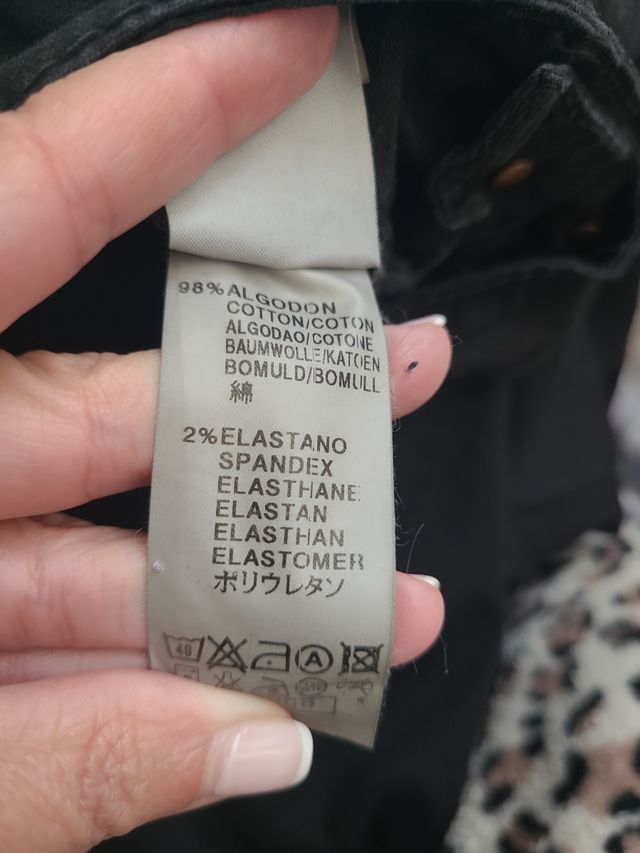 98% ALGODON
COTTON/COTON
ALGODAO/COTONE
BAUMWOLLE/KATOEN
BOMULD/BOMULL
綿
2% ELASTANO
SPANDEX
ELASTHANE
ELASTAN
ELASTHAN
ELASTOMER
ポリウレタン
40
A